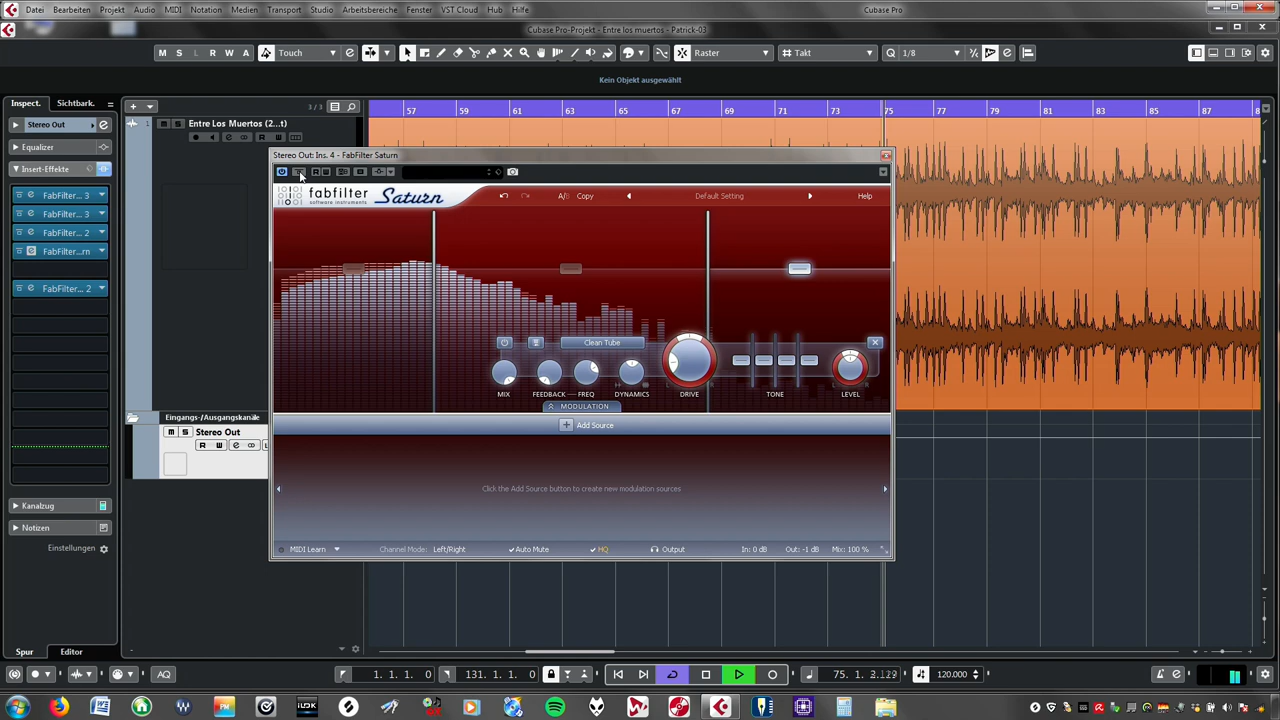 Datei Bearbeiten Projekt Audio MIDI Notation Medien Transport Studio Arbeitsbereiche Fenster VST Cloud Hub Hilfe Cubase Pro
Cubase Pro-Projekt - Entre los muertos - Patrick-03
M S L R W A Touch Raster Takt Q 1/8
Kein Objekt ausgewählt
Inspect. Sichtbark. 3 / 3 57 59 61 63 65 67 69 71 73 75 77 79 81 83 85 87
Stereo Out
1 M S Entre Los Muertos (2...t)
R W
Equalizer
Insert-Effekte
Stereo Out: Ins. 4 - FabFilter Saturn
FabFilter... 3
fabfilter software instruments Saturn A/B Copy Default Setting Help
FabFilter... 3
FabFilter... 2
FabFilter...rn
FabFilter... 2
Clean Tube
MIX FEEDBACK FREQ DYNAMICS DRIVE TONE LEVEL
MODULATION
Eingangs-/Ausgangskanäle
Add Source
M S Stereo Out
R W
Click the Add Source button to create new modulation sources
Kanalzug
Notizen
Einstellungen
MIDI Learn Channel Mode: Left/Right Auto Mute HQ Output In: 0 dB Out: -1 dB Mix: 100 %
Spur Editor
AQ 1. 1. 1. 0 131. 1. 1. 0 75. 1. 3.129 120.000
iLOK